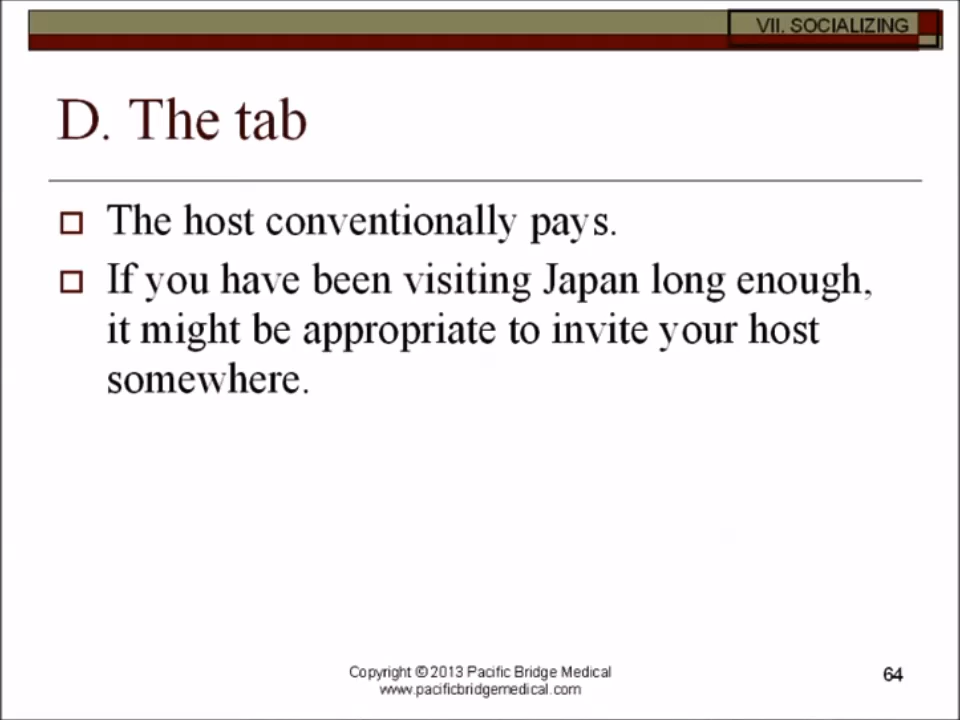 VII. SOCIALIZING
D. The tab
The host conventionally pays.
If you have been visiting Japan long enough,
it might be appropriate to invite your host
somewhere.
Copyright © 2013 Pacific Bridge Medical
www.pacificbridgemedical.com
64